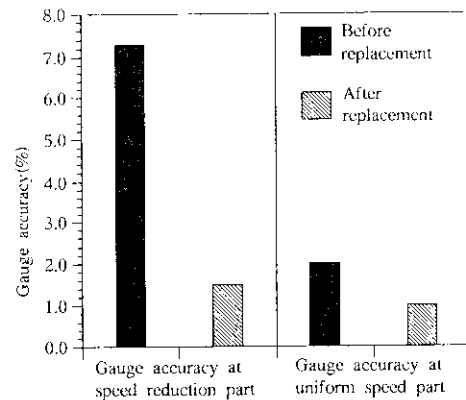 8.0
7.0
6.0
5.0
4.0
3.0
2.0
1.0
0.0
Gauge accuracy(%)
Before
replacement
After
replacement
Gauge accuracy at
speed reduction part
Gauge accuracy at
uniform speed part